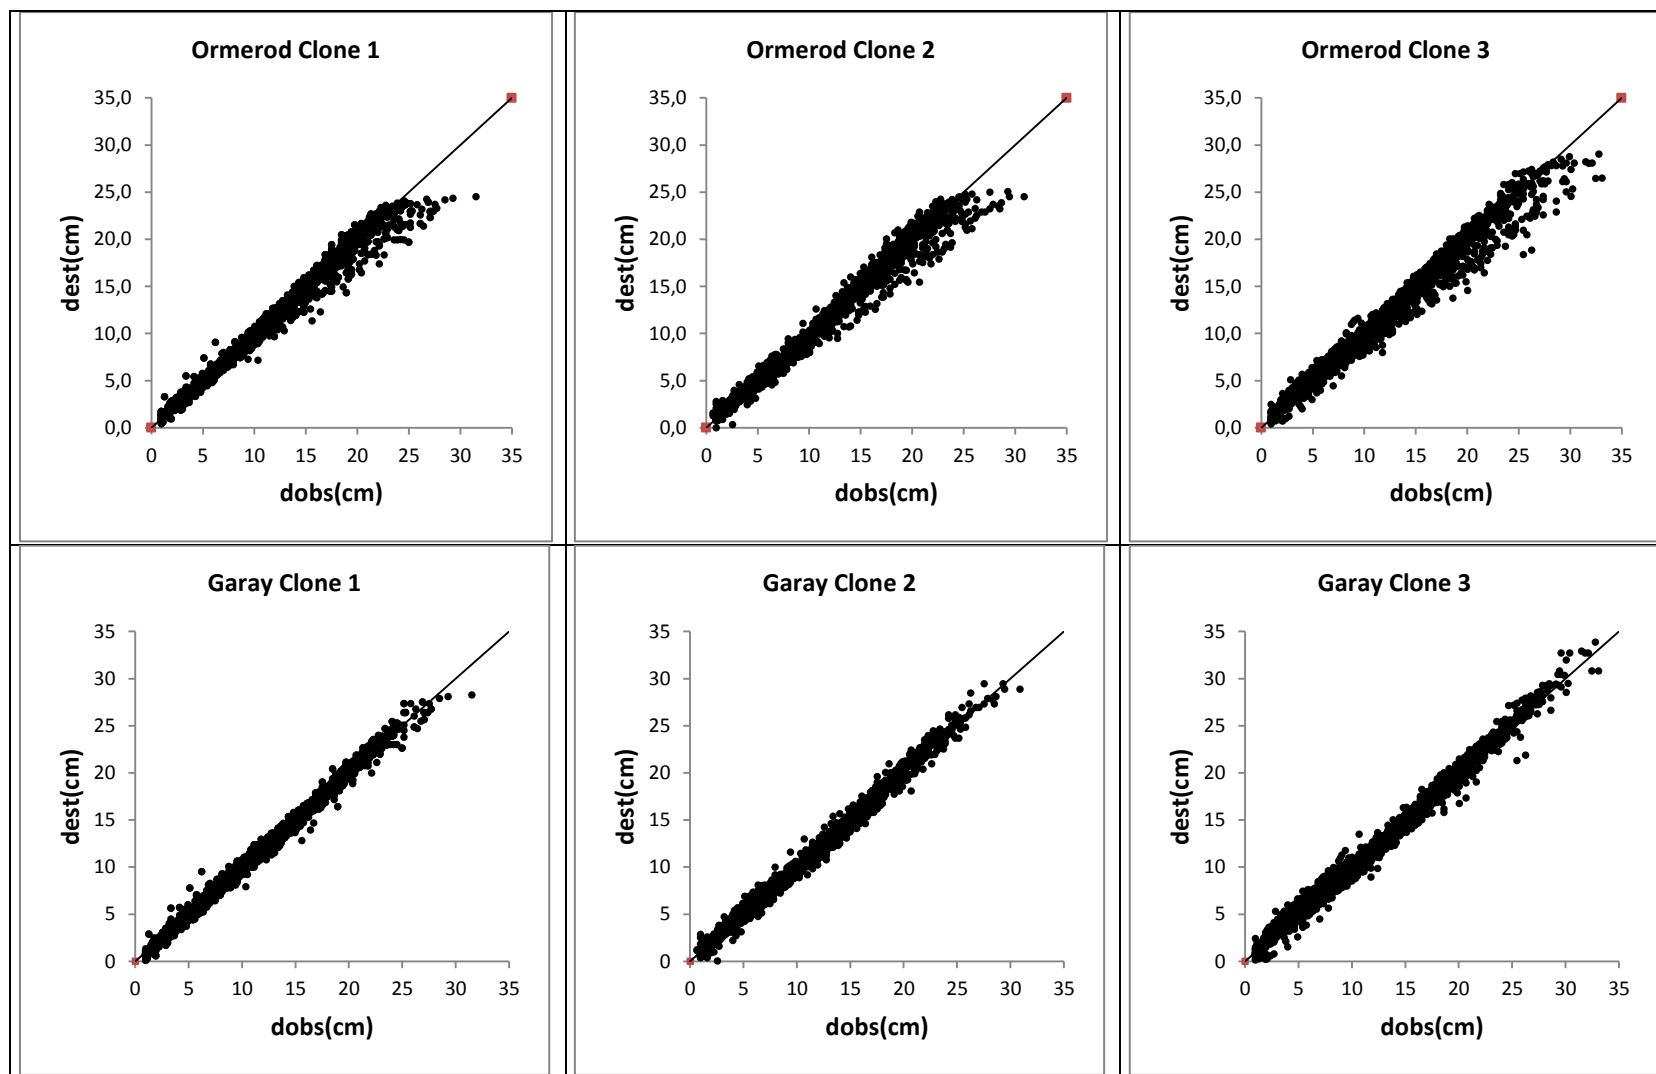 Ormerod Clone 1
35,0
30,0
25,0
20,0
15,0
10,0
5,0
0,0
0 5 10 15 20 25 30 35
dest(cm)
dobs(cm)
Ormerod Clone 2
35,0
30,0
25,0
20,0
15,0
10,0
5,0
0,0
0 5 10 15 20 25 30 35
dest(cm)
dobs(cm)
Ormerod Clone 3
35,0
30,0
25,0
20,0
15,0
10,0
5,0
0,0
0 5 10 15 20 25 30 35
dest(cm)
dobs(cm)
Garay Clone 1
35
30
25
20
15
10
5
0
0 5 10 15 20 25 30 35
dest(cm)
dobs(cm)
Garay Clone 2
35
30
25
20
15
10
5
0
0 5 10 15 20 25 30 35
dest(cm)
dobs(cm)
Garay Clone 3
35
30
25
20
15
10
5
0
0 5 10 15 20 25 30 35
dest(cm)
dobs(cm)